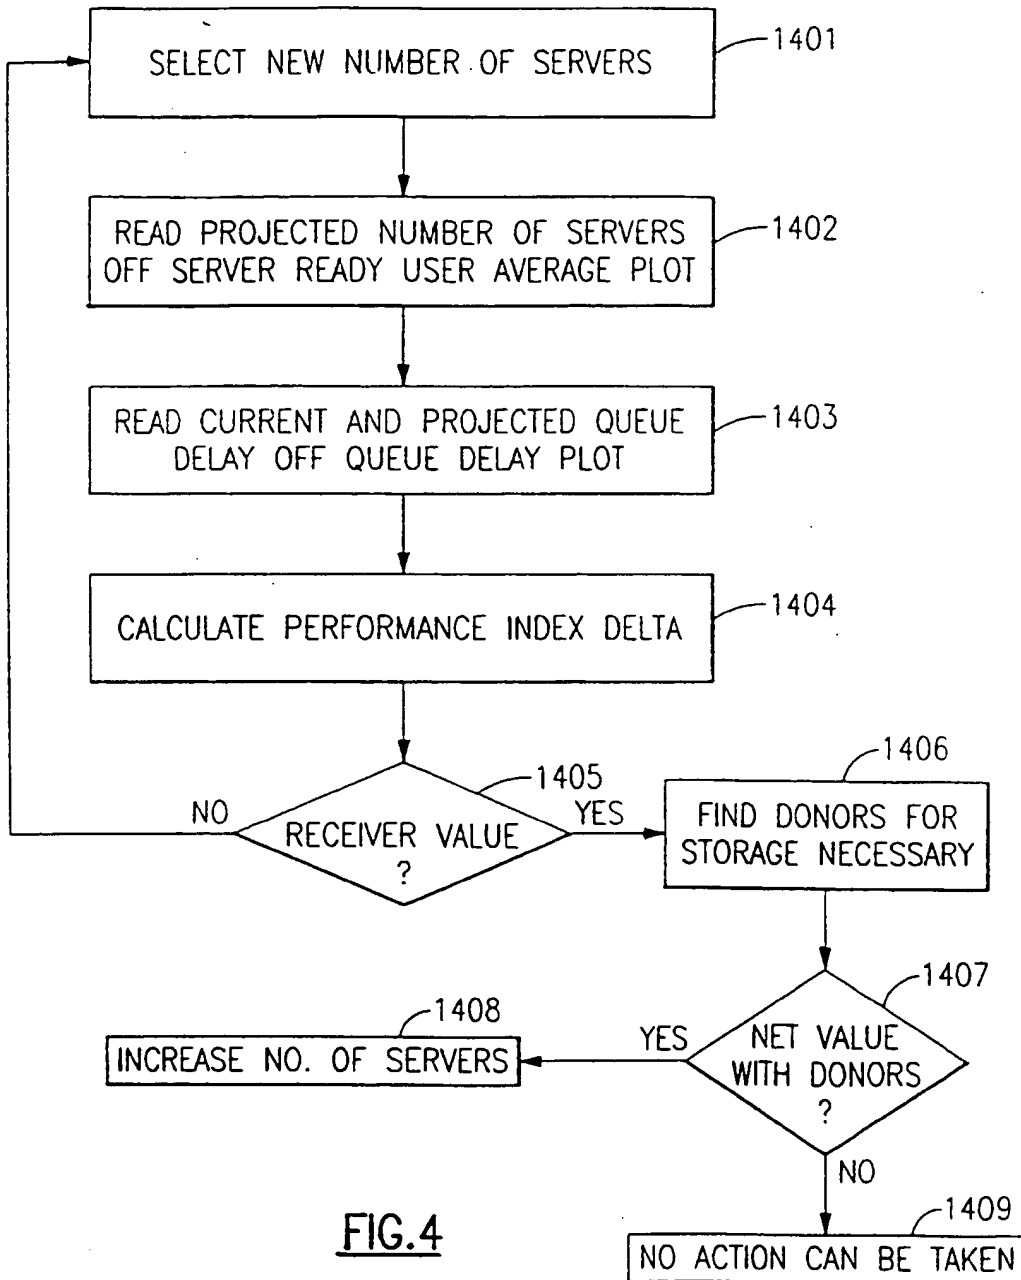 SELECT NEW NUMBER OF SERVERS
1401
READ PROJECTED NUMBER OF SERVERS
OFF SERVER READY USER AVERAGE PLOT
1402
READ CURRENT AND PROJECTED QUEUE
DELAY OFF QUEUE DELAY PLOT
1403
CALCULATE PERFORMANCE INDEX DELTA
1404
1405
RECEIVER VALUE
?
NO
YES
1406
FIND DONORS FOR
STORAGE NECESSARY
1407
NET VALUE
WITH DONORS
?
YES
1408
INCREASE NO. OF SERVERS
NO
1409
NO ACTION CAN BE TAKEN
FIG.4